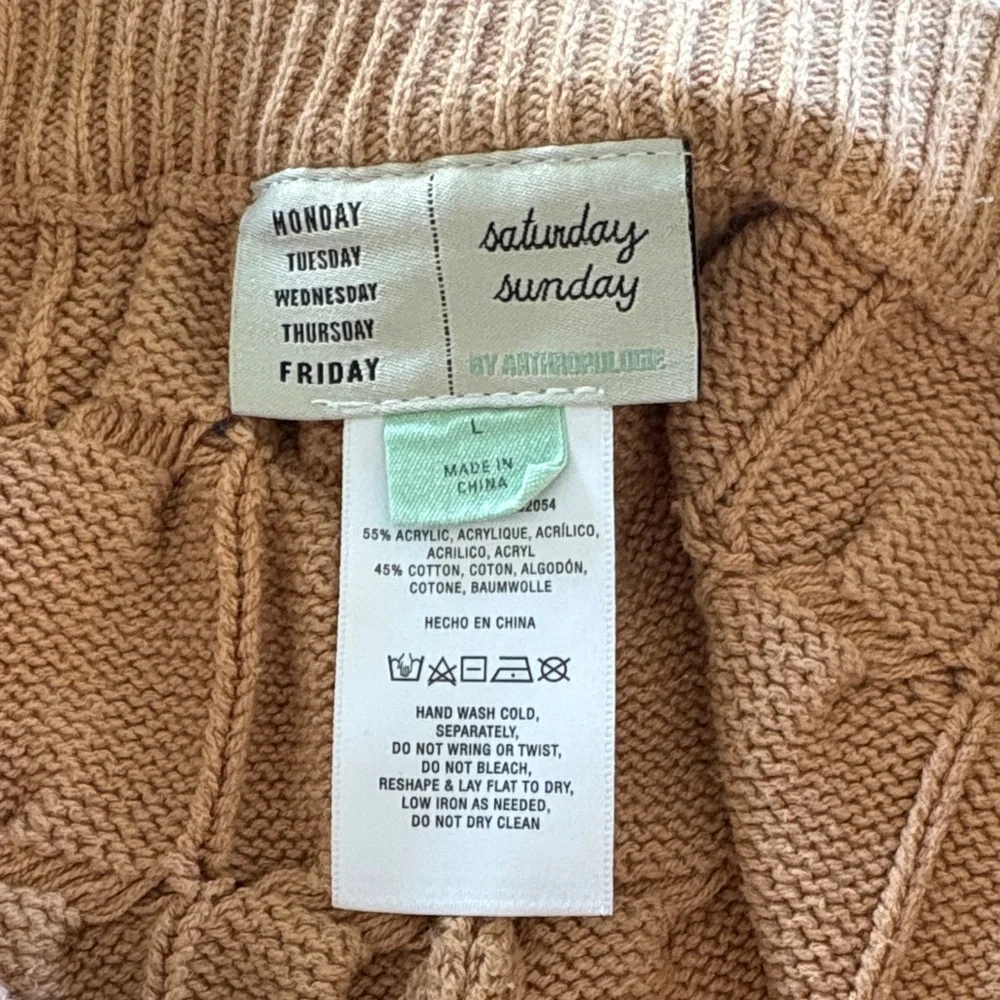 MONDAY
TUESDAY
WEDNESDAY
THURSDAY
FRIDAY
saturday
sunday
BY ANTHROPOLOGIE
L
MADE IN
CHINA
2054
55% ACRYLIC, ACRYLIQUE, ACRÍLICO,
ACRILICO, ACRYL
45% COTTON, COTON, ALGODÓN,
COTONE, BAUMWOLLE
HECHO EN CHINA
HAND WASH COLD,
SEPARATELY,
DO NOT WRING OR TWIST,
DO NOT BLEACH,
RESHAPE & LAY FLAT TO DRY,
LOW IRON AS NEEDED,
DO NOT DRY CLEAN